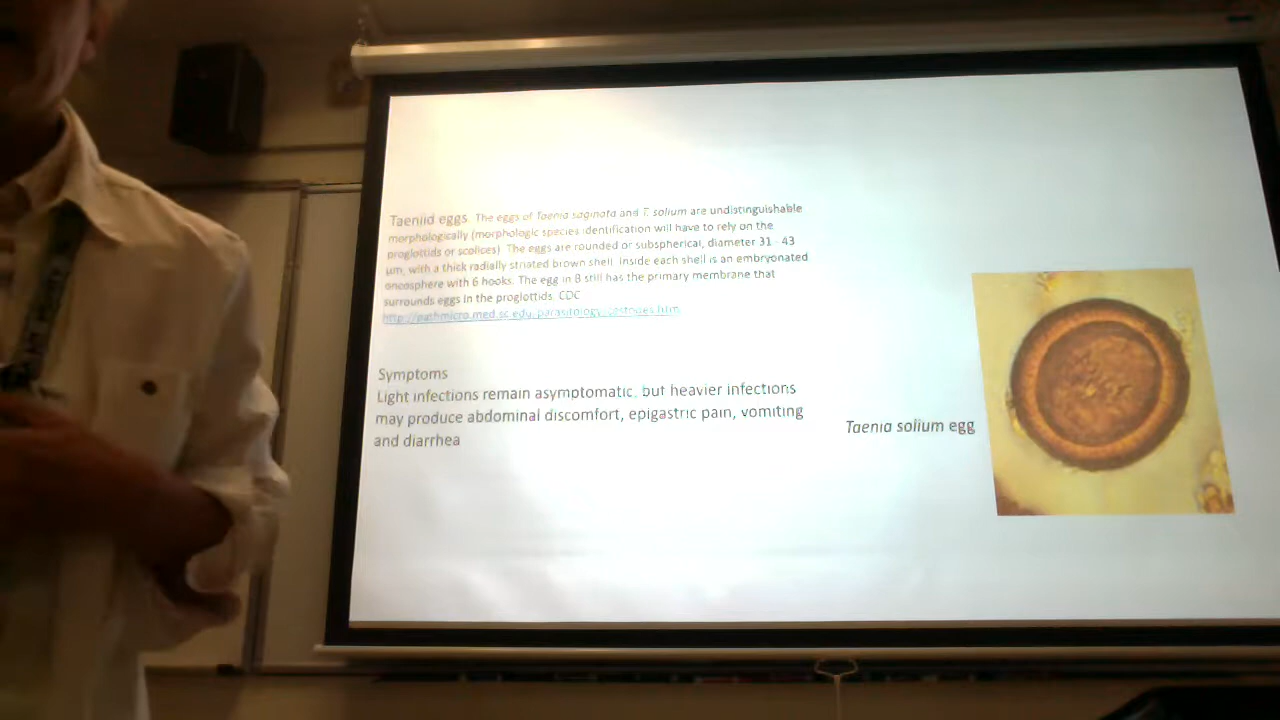 Taeniid eggs. The eggs of Taenia saginata and T. solium are undistinguishable
morphologically (morphologic species identification will have to rely on the
proglottids or scolices). The eggs are rounded or subspherical, diameter 31 - 43
µm, with a thick radially striated brown shell. Inside each shell is an embryonated
oncosphere with 6 hooks. The egg in B still has the primary membrane that
surrounds eggs in the proglottids. CDC
http://pathmicro.med.sc.edu/parasitology/cestodes.htm
Symptoms
Light infections remain asymptomatic, but heavier infections
may produce abdominal discomfort, epigastric pain, vomiting
and diarrhea
Taenia solium egg